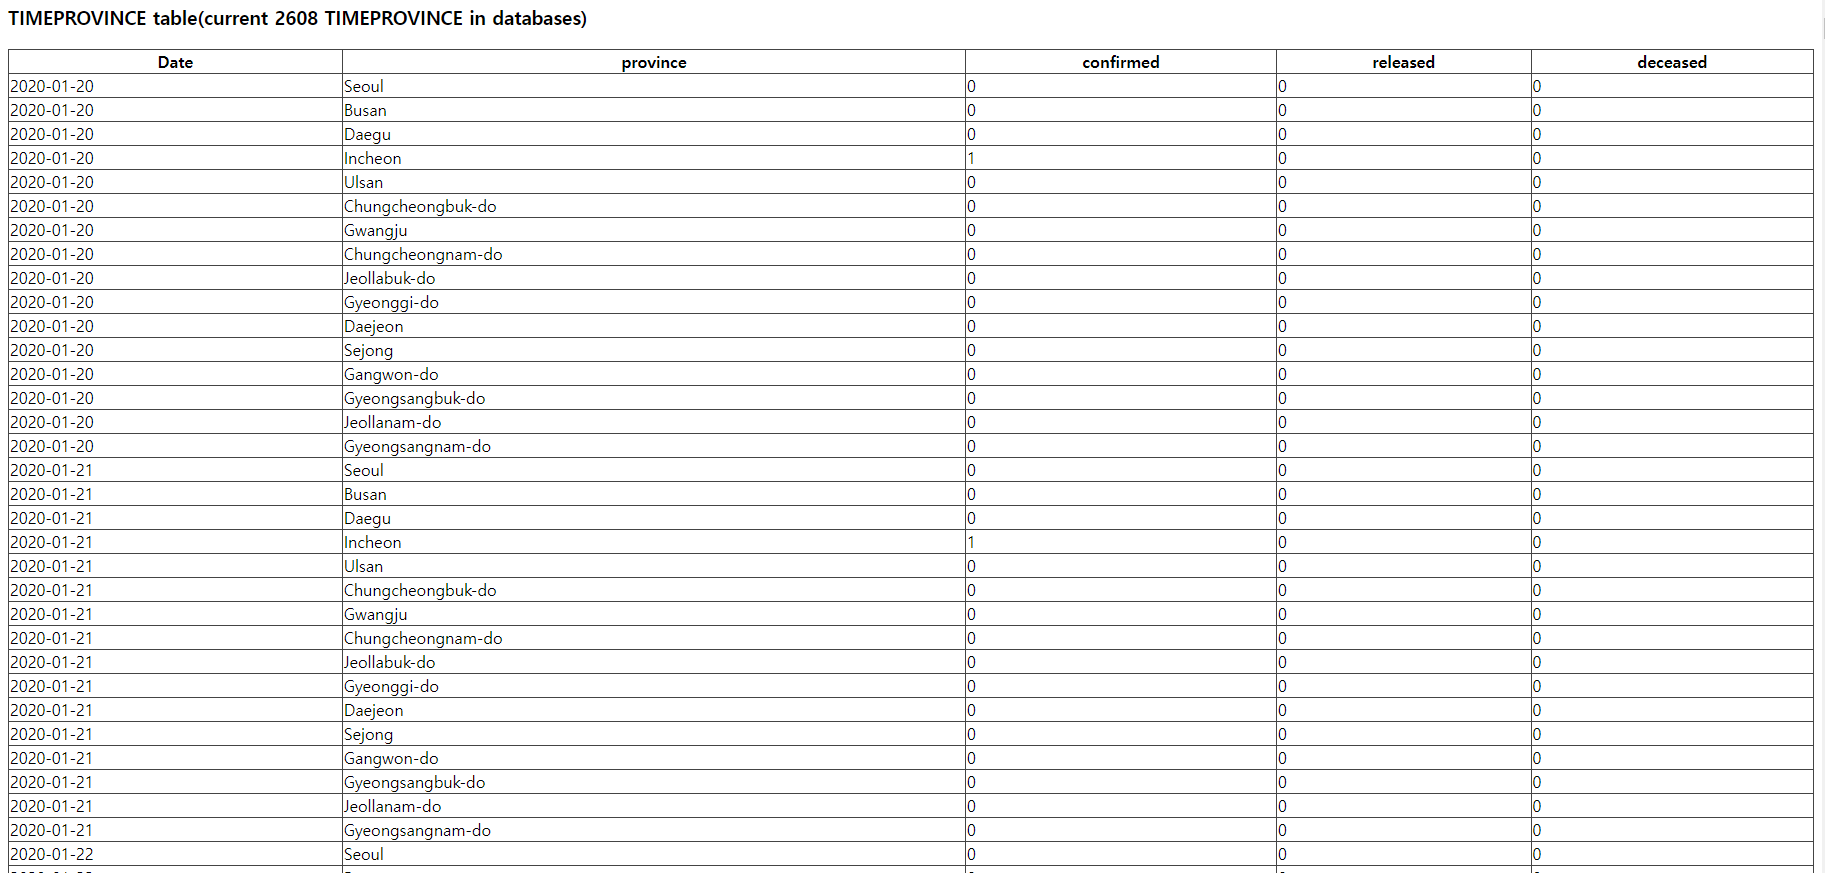 TIMEPROVINCE table(current 2608 TIMEPROVINCE in databases)
Date province confirmed released deceased
2020-01-20 Seoul 0 0 0
2020-01-20 Busan 0 0 0
2020-01-20 Daegu 0 0 0
2020-01-20 Incheon 1 0 0
2020-01-20 Ulsan 0 0 0
2020-01-20 Chungcheongbuk-do 0 0 0
2020-01-20 Gwangju 0 0 0
2020-01-20 Chungcheongnam-do 0 0 0
2020-01-20 Jeollabuk-do 0 0 0
2020-01-20 Gyeonggi-do 0 0 0
2020-01-20 Daejeon 0 0 0
2020-01-20 Sejong 0 0 0
2020-01-20 Gangwon-do 0 0 0
2020-01-20 Gyeongsangbuk-do 0 0 0
2020-01-20 Jeollanam-do 0 0 0
2020-01-20 Gyeongsangnam-do 0 0 0
2020-01-21 Seoul 0 0 0
2020-01-21 Busan 0 0 0
2020-01-21 Daegu 0 0 0
2020-01-21 Incheon 1 0 0
2020-01-21 Ulsan 0 0 0
2020-01-21 Chungcheongbuk-do 0 0 0
2020-01-21 Gwangju 0 0 0
2020-01-21 Chungcheongnam-do 0 0 0
2020-01-21 Jeollabuk-do 0 0 0
2020-01-21 Gyeonggi-do 0 0 0
2020-01-21 Daejeon 0 0 0
2020-01-21 Sejong 0 0 0
2020-01-21 Gangwon-do 0 0 0
2020-01-21 Gyeongsangbuk-do 0 0 0
2020-01-21 Jeollanam-do 0 0 0
2020-01-21 Gyeongsangnam-do 0 0 0
2020-01-22 Seoul 0 0 0